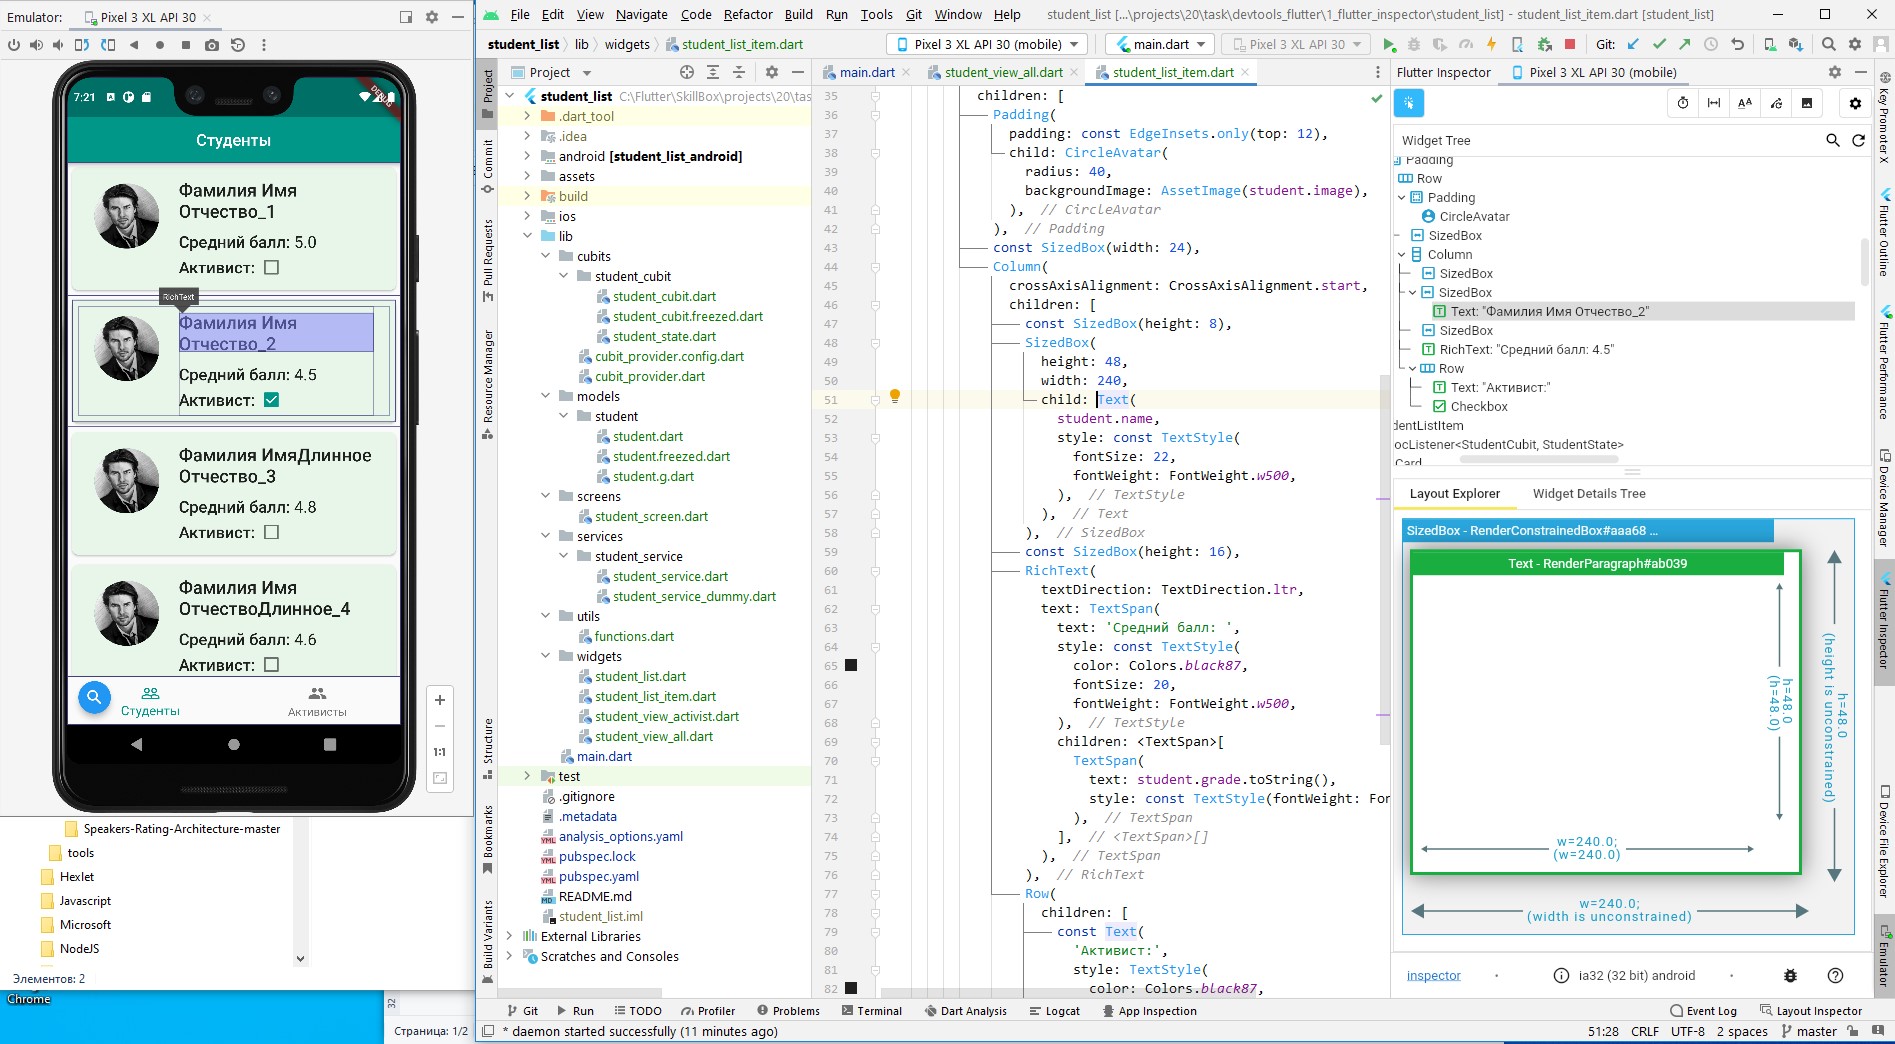 Emulator: Pixel 3 XL API 30
7:21
DEBUG
Студенты
Фамилия Имя
Отчество_1
Средний балл: 5.0
Активист:
RichText
Фамилия Имя
Отчество_2
Средний балл: 4.5
Активист:
Фамилия ИмяДлинное
Отчество_3
Средний балл: 4.8
Активист:
Фамилия Имя
ОтчествоДлинное_4
Средний балл: 4.6
Активист:
Студенты
Активисты
1:1
Speakers-Rating-Architecture-master
tools
Hexlet
Javascript
Microsoft
NodeJS
Элементов: 2
Chrome
32
Страница: 1/2
File Edit View Navigate Code Refactor Build Run Tools Git Window Help student_list [...\projects\20\task\devtools_flutter\1_flutter_inspector\student_list] - student_list_item.dart [student_list]
student_list lib widgets student_list_item.dart Pixel 3 XL API 30 (mobile) main.dart Pixel 3 XL API 30 Git:
Project
Commit
Pull Requests
Resource Manager
Structure
Bookmarks
Build Variants
Project
student_list C:\Flutter\SkillBox\projects\20\tas
.dart_tool
.idea
android [student_list_android]
assets
build
ios
lib
cubits
student_cubit
student_cubit.dart
student_cubit.freezed.dart
student_state.dart
cubit_provider.config.dart
cubit_provider.dart
models
student
student.dart
student.freezed.dart
student.g.dart
screens
student_screen.dart
services
student_service
student_service.dart
student_service_dummy.dart
utils
functions.dart
widgets
student_list.dart
student_list_item.dart
student_view_activist.dart
student_view_all.dart
main.dart
test
.gitignore
.metadata
analysis_options.yaml
pubspec.lock
pubspec.yaml
README.md
student_list.iml
External Libraries
Scratches and Consoles
main.dart student_view_all.dart student_list_item.dart
35 children: [
36 Padding(
37 padding: const EdgeInsets.only(top: 12),
38 child: CircleAvatar(
39 radius: 40,
40 backgroundImage: AssetImage(student.image),
41 ), // CircleAvatar
42 ), // Padding
43 const SizedBox(width: 24),
44 Column(
45 crossAxisAlignment: CrossAxisAlignment.start,
46 children: [
47 const SizedBox(height: 8),
48 SizedBox(
49 height: 48,
50 width: 240,
51 child: Text(
52 student.name,
53 style: const TextStyle(
54 fontSize: 22,
55 fontWeight: FontWeight.w500,
56 ), // TextStyle
57 ), // Text
58 ), // SizedBox
59 const SizedBox(height: 16),
60 RichText(
61 textDirection: TextDirection.ltr,
62 text: TextSpan(
63 text: 'Средний балл: ',
64 style: const TextStyle(
65 color: Colors.black87,
66 fontSize: 20,
67 fontWeight: FontWeight.w500,
68 ), // TextStyle
69 children: <TextSpan>[
70 TextSpan(
71 text: student.grade.toString(),
72 style: const TextStyle(fontWeight: Fon
73 ), // TextSpan
74 ], // <TextSpan>[]
75 ), // TextSpan
76 ), // RichText
77 Row(
78 children: [
79 const Text(
80 'Активист:',
81 style: TextStyle(
82 color: Colors.black87,
Flutter Inspector Pixel 3 XL API 30 (mobile)
Widget Tree
Padding
Row
Padding
CircleAvatar
SizedBox
Column
SizedBox
SizedBox
Text: "Фамилия Имя Отчество_2"
SizedBox
RichText: "Средний балл: 4.5"
Row
Text: "Активист:"
Checkbox
dentListItem
ocListener<StudentCubit, StudentState>
Card
Layout Explorer Widget Details Tree
SizedBox - RenderConstrainedBox#aaa68 ...
Text - RenderParagraph#ab039
h=48.0
(h=48.0)
h=48.0
(height is unconstrained)
w=240.0;
(w=240.0)
w=240.0;
(width is unconstrained)
inspector ia32 (32 bit) android
Key Promoter X
Flutter Outline
Flutter Performance
Device Manager
Flutter Inspector
Device File Explorer
Emulator
Git Run TODO Profiler Problems Terminal Dart Analysis Logcat App Inspection Event Log Layout Inspector
* daemon started successfully (11 minutes ago) 51:28 CRLF UTF-8 2 spaces master